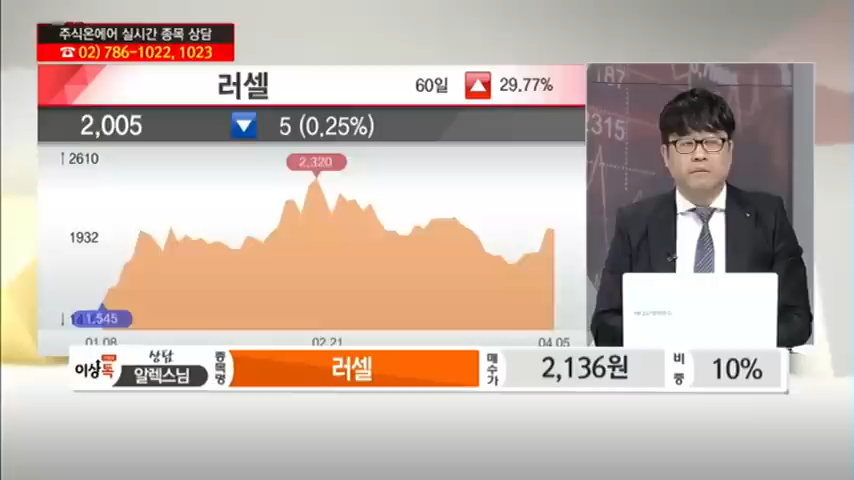 주식온에어 실시간 종목 상담
☎ 02) 786-1022, 1023
러셀
60일 ▲ 29.77%
2,005 ▼ 5 (0.25%)
2610
2,320
1932
1,545
01.08 02.21 04.05
187
2315
이상톡
상담
알렉스님
종목명
러셀
매수가
2,136원
비중
10%